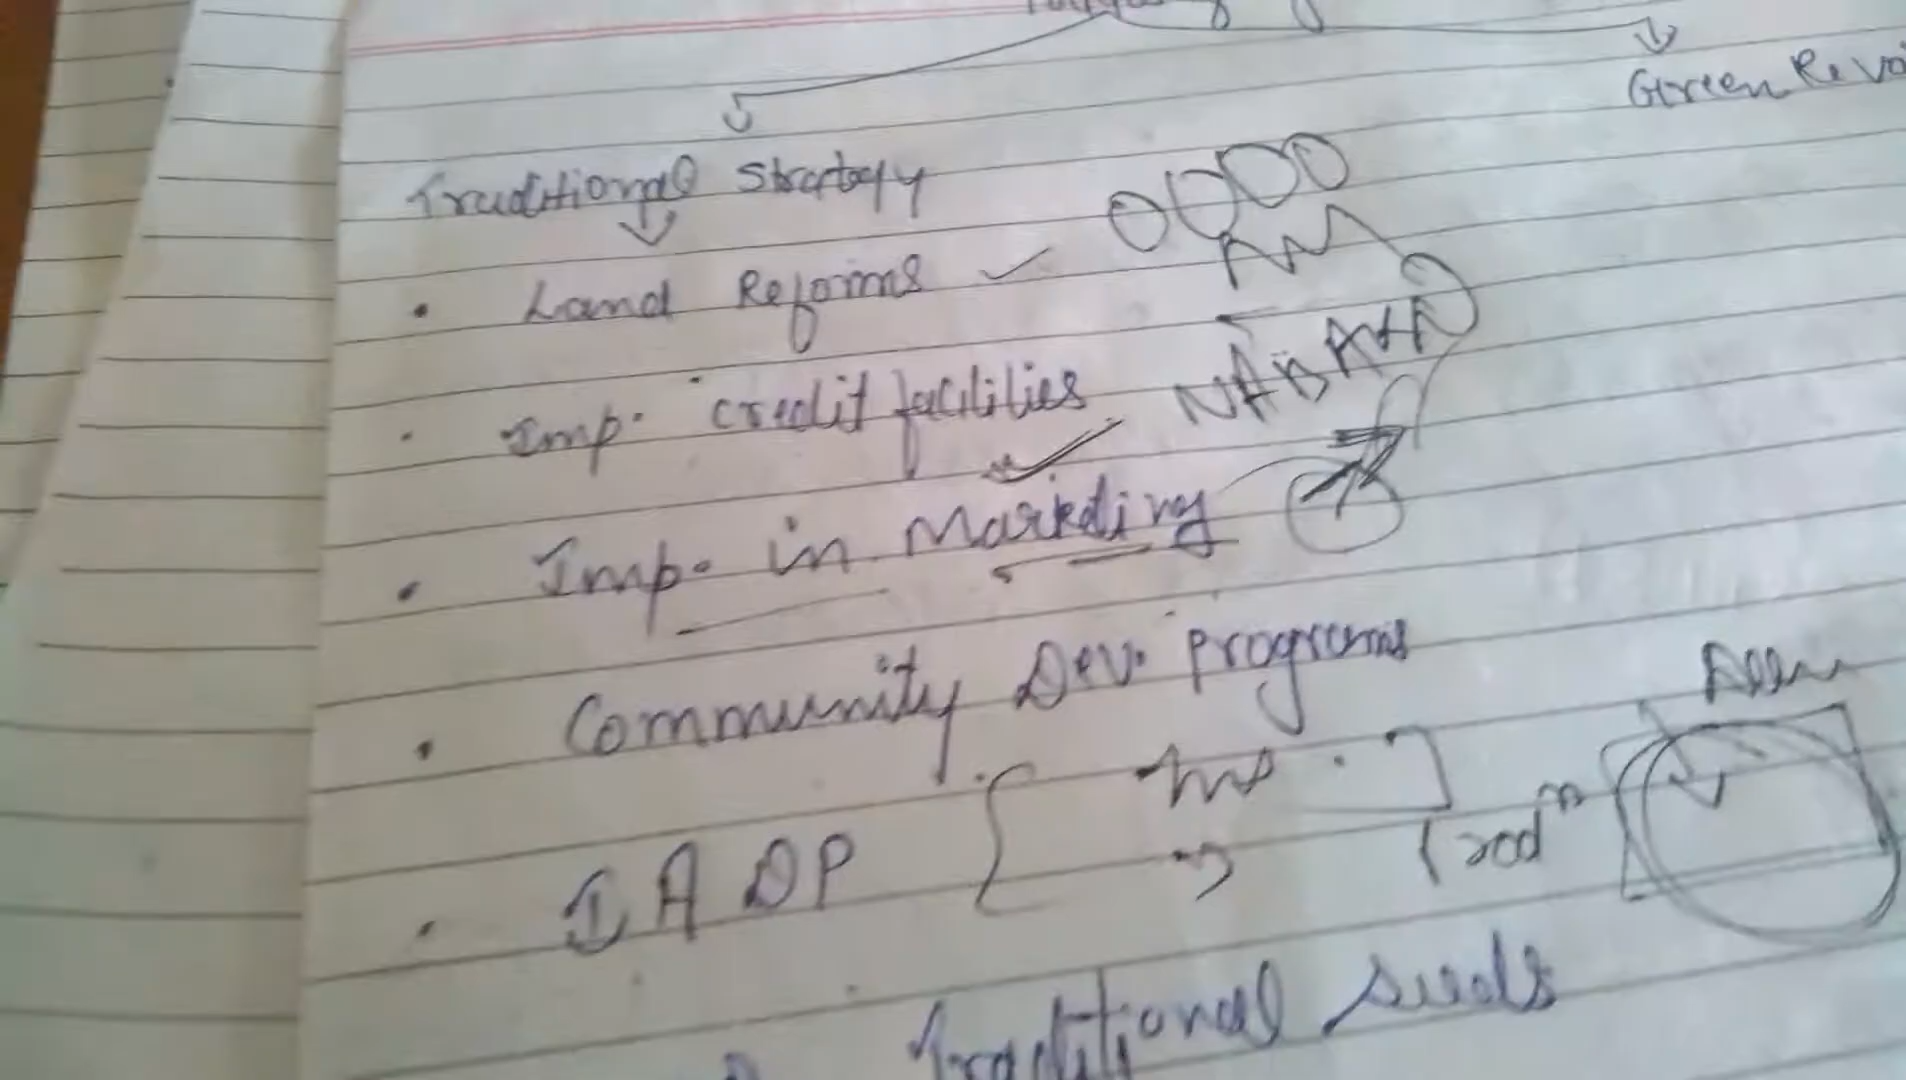 Green Revo
Traditional Strategy
• Land Reforms
NABARD
• Imp. credit facilities
• Imp. in Marketing
• Community Dev. Programs
• IADP
Prodⁿ
Traditional seeds